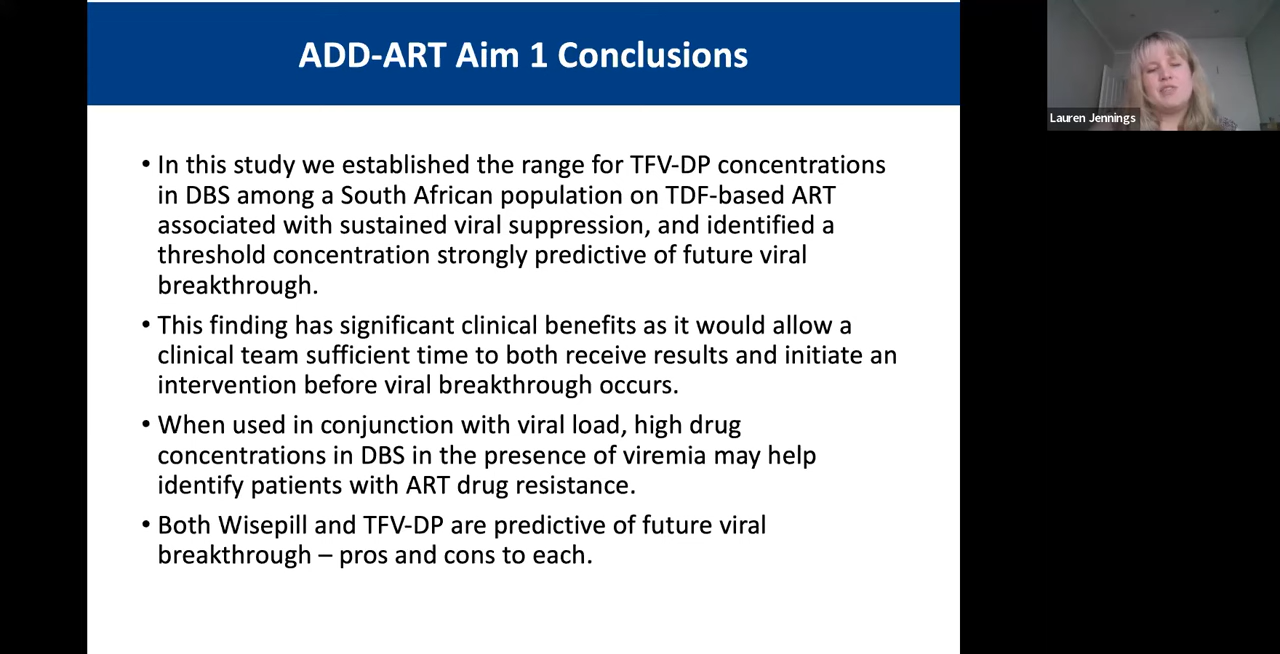 ADD-ART Aim 1 Conclusions
Lauren Jennings
• In this study we established the range for TFV-DP concentrations
in DBS among a South African population on TDF-based ART
associated with sustained viral suppression, and identified a
threshold concentration strongly predictive of future viral
breakthrough.
• This finding has significant clinical benefits as it would allow a
clinical team sufficient time to both receive results and initiate an
intervention before viral breakthrough occurs.
• When used in conjunction with viral load, high drug
concentrations in DBS in the presence of viremia may help
identify patients with ART drug resistance.
• Both Wisepill and TFV-DP are predictive of future viral
breakthrough – pros and cons to each.